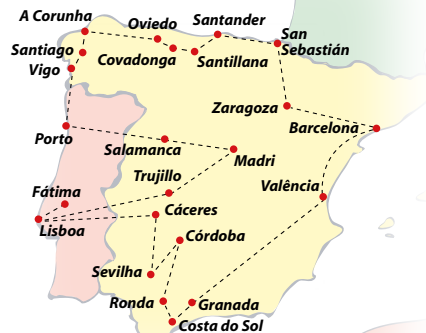 A Corunha
Oviedo
Santander
San
Sebastián
Santiago
Covadonga
Santillana
Vigo
Zaragoza
Porto
Barcelona
Salamanca
Madri
Trujillo
Valência
Fátima
Cáceres
Lisboa
Córdoba
Sevilha
Ronda
Granada
Costa do Sol